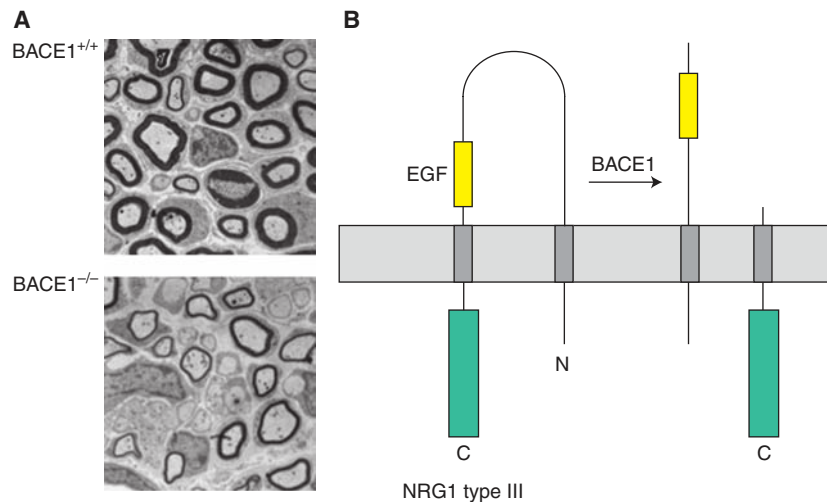 A
BACE1+/+
BACE1−/−
B
EGF
BACE1
N
C
C
NRG1 type III